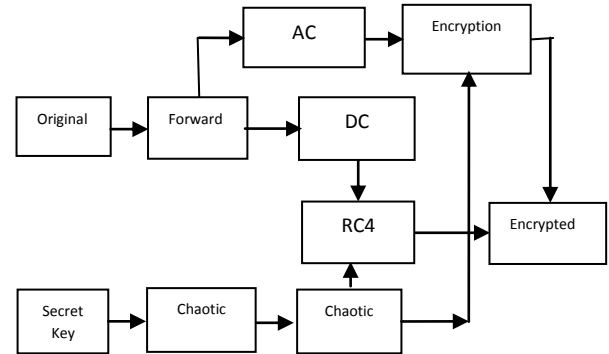 AC
Encryption
Original
Forward
DC
RC4
Encrypted
Secret
Key
Chaotic
Chaotic